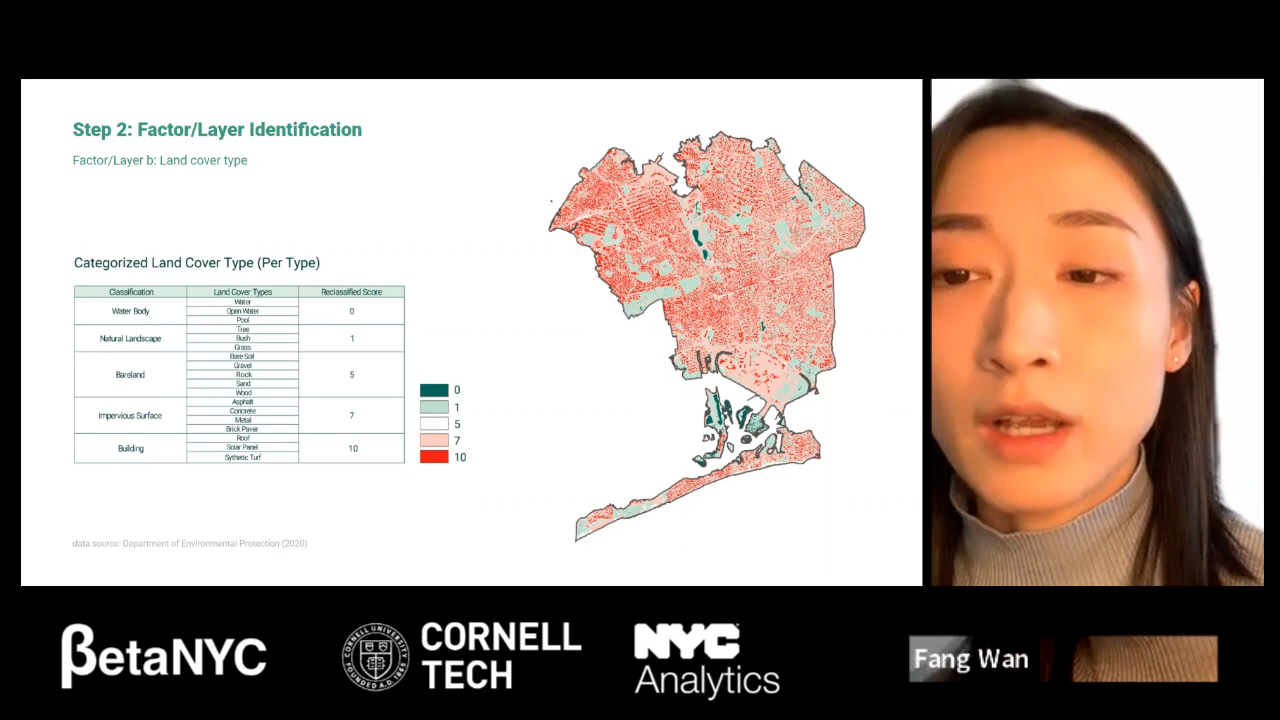 Step 2: Factor/Layer Identification
Factor/Layer b: Land cover type
Categorized Land Cover Type (Per Type)
Classification Land Cover Types Reclassified Score
Water Body Water 0
Open Water
Pool
Natural Landscape Tree 1
Bush
Grass
Bareland Bare Soil 5
Gravel
Rock
Sand
Wood
Impervious Surface Asphalt 7
Concrete
Metal
Brick Paver
Building Roof 10
Solar Panel
Sythetic Turf
0
1
5
7
10
data source: Department of Environmental Protection (2020)
βetaNYC
CORNELL
TECH
NYC
Analytics
Fang Wan